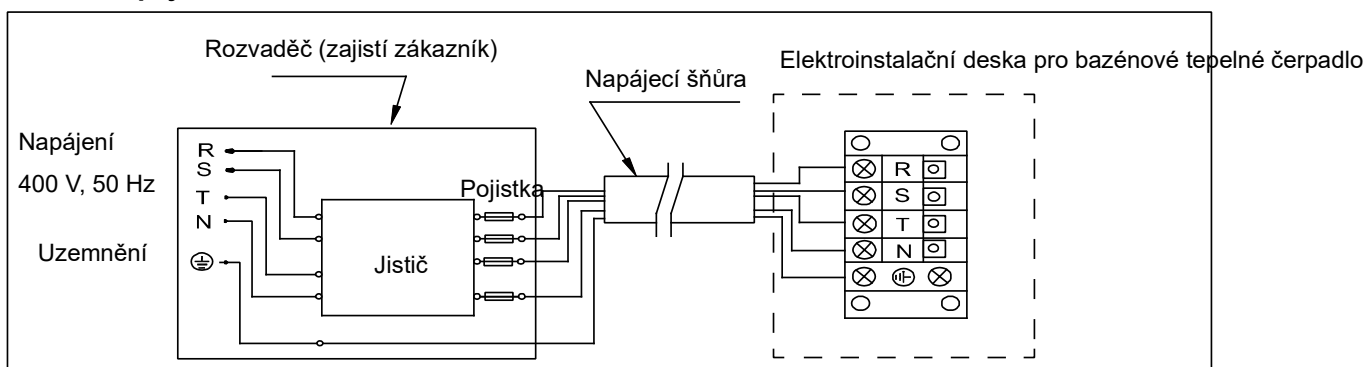 Rozvaděč (zajistí zákazník)
Elektroinstalační deska pro bazénové tepelné čerpadlo
Napájecí šňůra
Napájení
400 V, 50 Hz
Uzemnění
R
S
T
N
Pojistka
Jistič
R
S
T
N